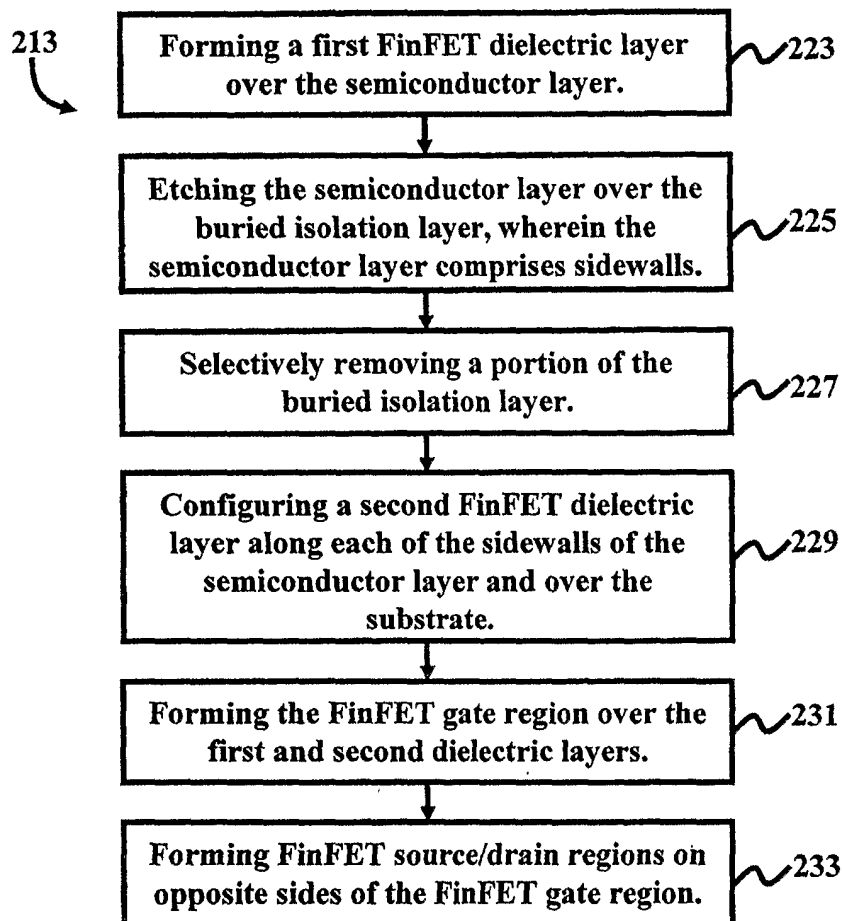 213
Forming a first FinFET dielectric layer
over the semiconductor layer.
223
Etching the semiconductor layer over the
buried isolation layer, wherein the
semiconductor layer comprises sidewalls.
225
Selectively removing a portion of the
buried isolation layer.
227
Configuring a second FinFET dielectric
layer along each of the sidewalls of the
semiconductor layer and over the
substrate.
229
Forming the FinFET gate region over the
first and second dielectric layers.
231
Forming FinFET source/drain regions on
opposite sides of the FinFET gate region.
233